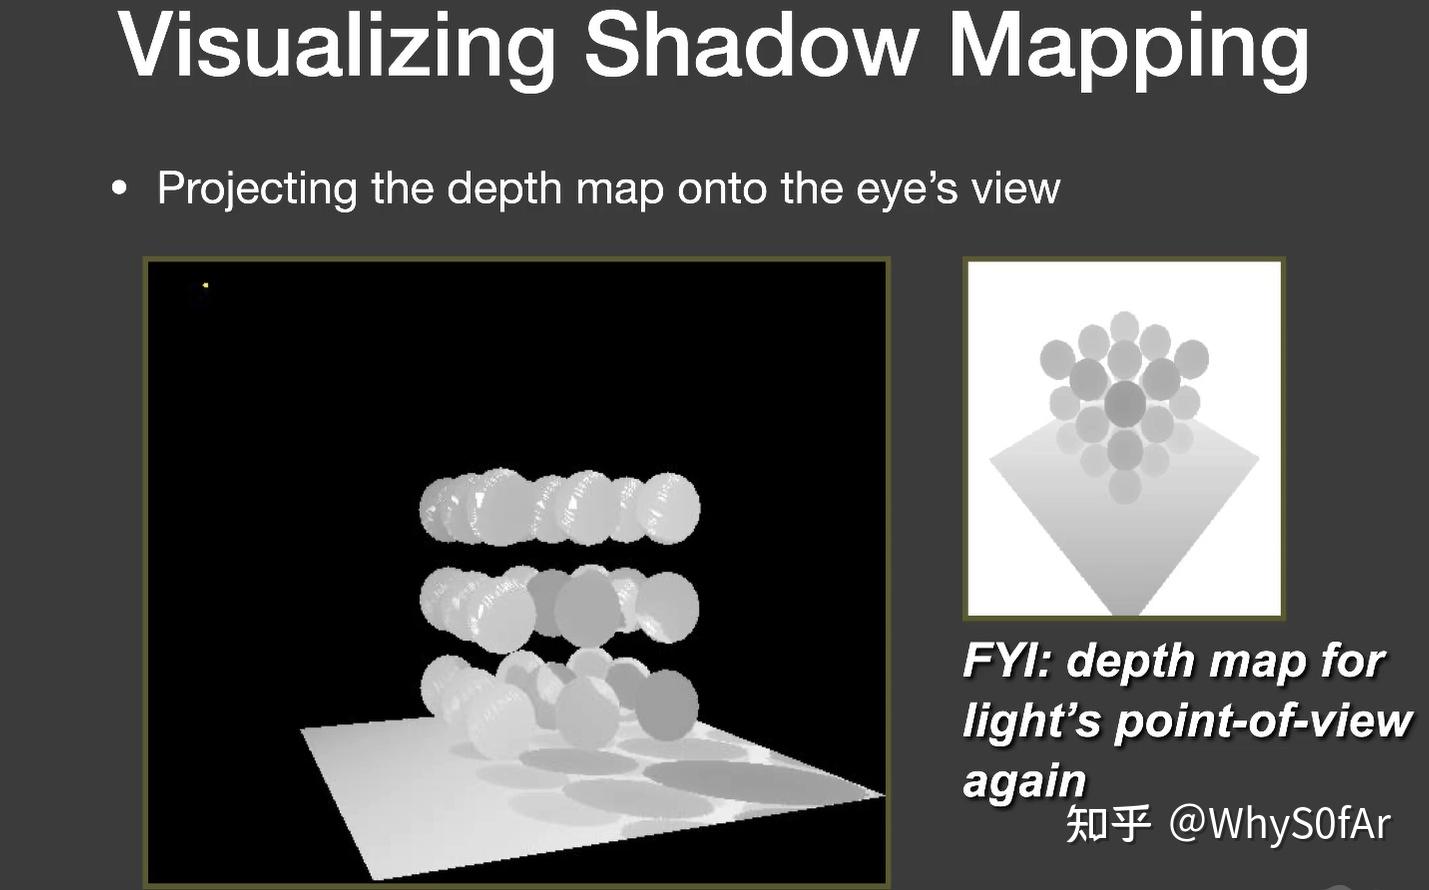 Visualizing Shadow Mapping
• Projecting the depth map onto the eye’s view
FYI: depth map for
light’s point-of-view
again
知乎 @WhyS0fAr